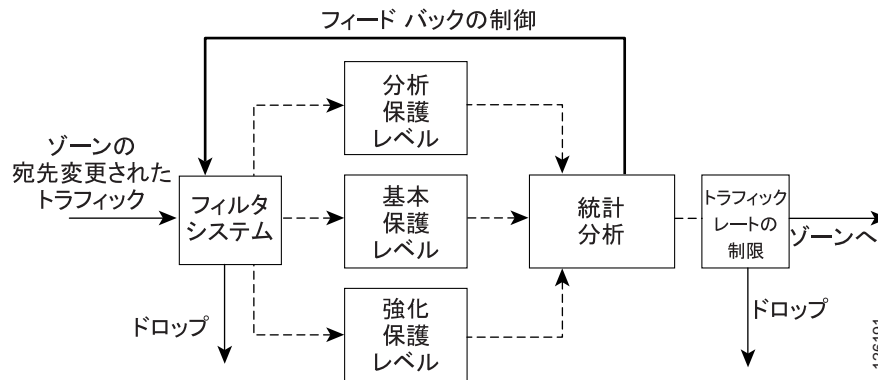 フィード バックの制御
分析
保護
レベル
ゾーンの
宛先変更された
トラフィック
フィルタ
システム
基本
保護
レベル
統計
分析
トラフィック
レートの
制限
ゾーンへ
ドロップ
強化
保護
レベル
ドロップ
126191